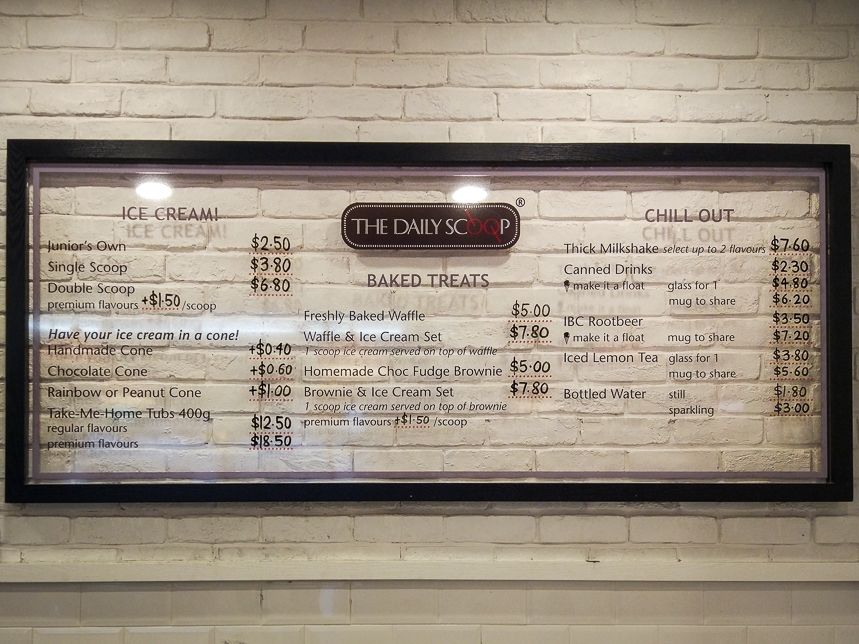 ICE CREAM!
Junior's Own $2.50
Single Scoop $3.80
Double Scoop $6.80
premium flavours +$1.50 /scoop
Have your ice cream in a cone!
Handmade Cone +$0.40
Chocolate Cone +$0.60
Rainbow or Peanut Cone +$1.00
Take-Me-Home Tubs 400g
regular flavours $12.50
premium flavours $18.50
THE DAILY SCOOP ®
BAKED TREATS
Freshly Baked Waffle $5.00
Waffle & Ice Cream Set $7.80
1 scoop ice cream served on top of waffle
Homemade Choc Fudge Brownie $5.00
Brownie & Ice Cream Set $7.80
1 scoop ice cream served on top of brownie
premium flavours +$1.50 /scoop
CHILL OUT
Thick Milkshake select up to 2 flavours $7.60
Canned Drinks $2.30
make it a float glass for 1 $4.80
mug to share $6.20
IBC Rootbeer $3.50
make it a float mug to share $7.20
Iced Lemon Tea glass for 1 $3.80
mug to share $5.60
Bottled Water still $1.80
sparkling $3.00